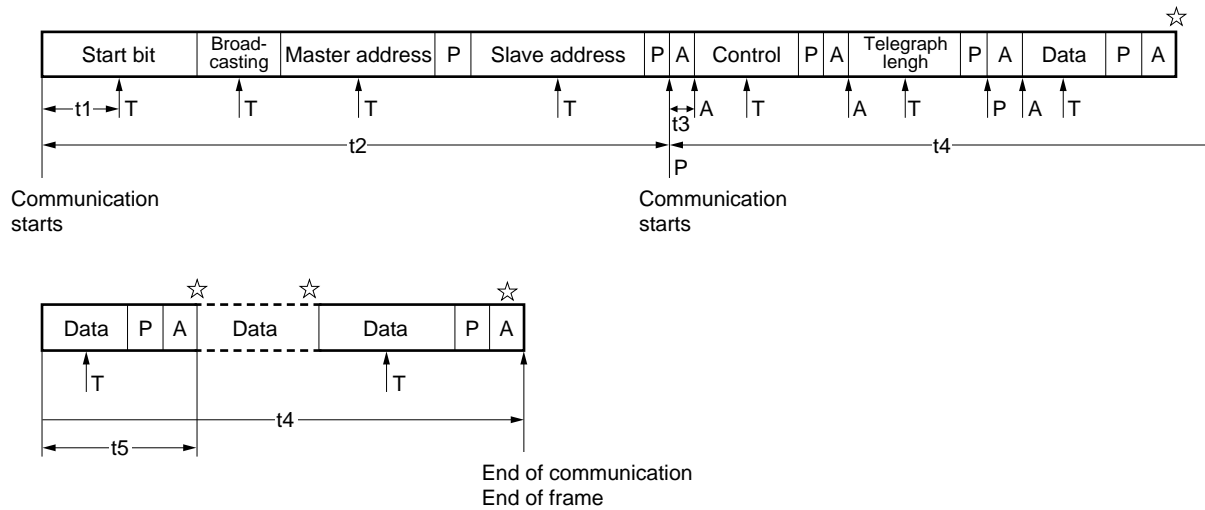 Start bit
Broad-
casting
Master address
P
Slave address
P
A
Control
P
A
Telegraph
lengh
P
A
Data
P
A
t1
T
T
T
T
t3
A
T
A
T
P
A
T
t2
t4
P
Communication
starts
Communication
starts
Data
P
A
Data
Data
P
A
T
T
t4
t5
End of communication
End of frame